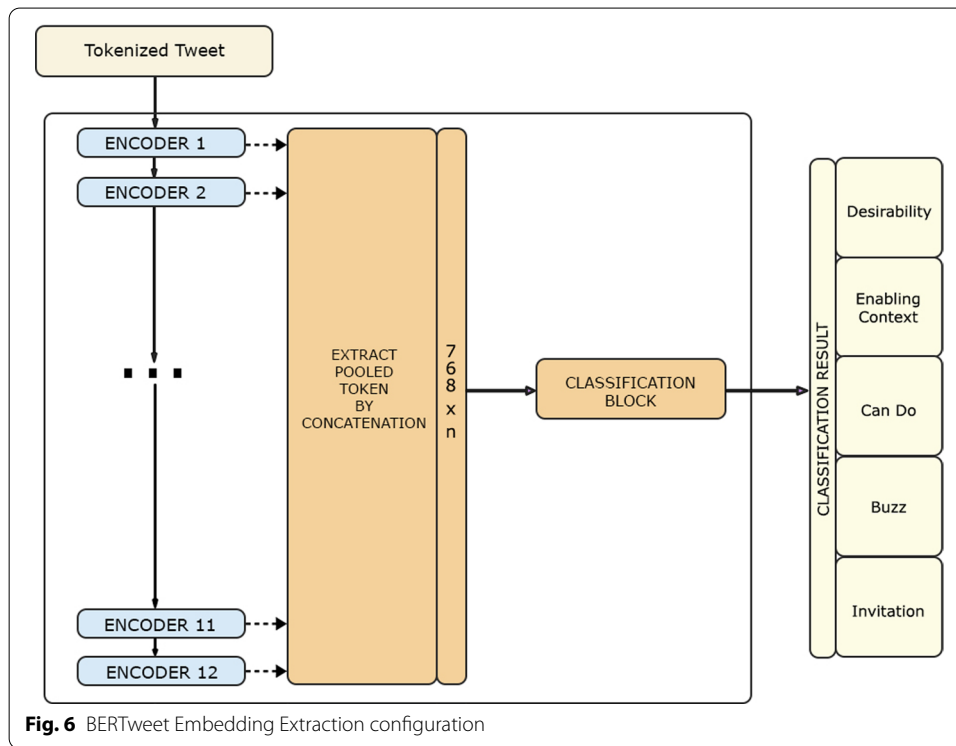 Tokenized Tweet
ENCODER 1
ENCODER 2
ENCODER 11
ENCODER 12
EXTRACT
POOLED
TOKEN
BY
CONCATENATION
7
6
8
x
n
CLASSIFICATION
BLOCK
CLASSIFICATION RESULT
Desirability
Enabling
Context
Can Do
Buzz
Invitation
Fig. 6 BERTweet Embedding Extraction configuration